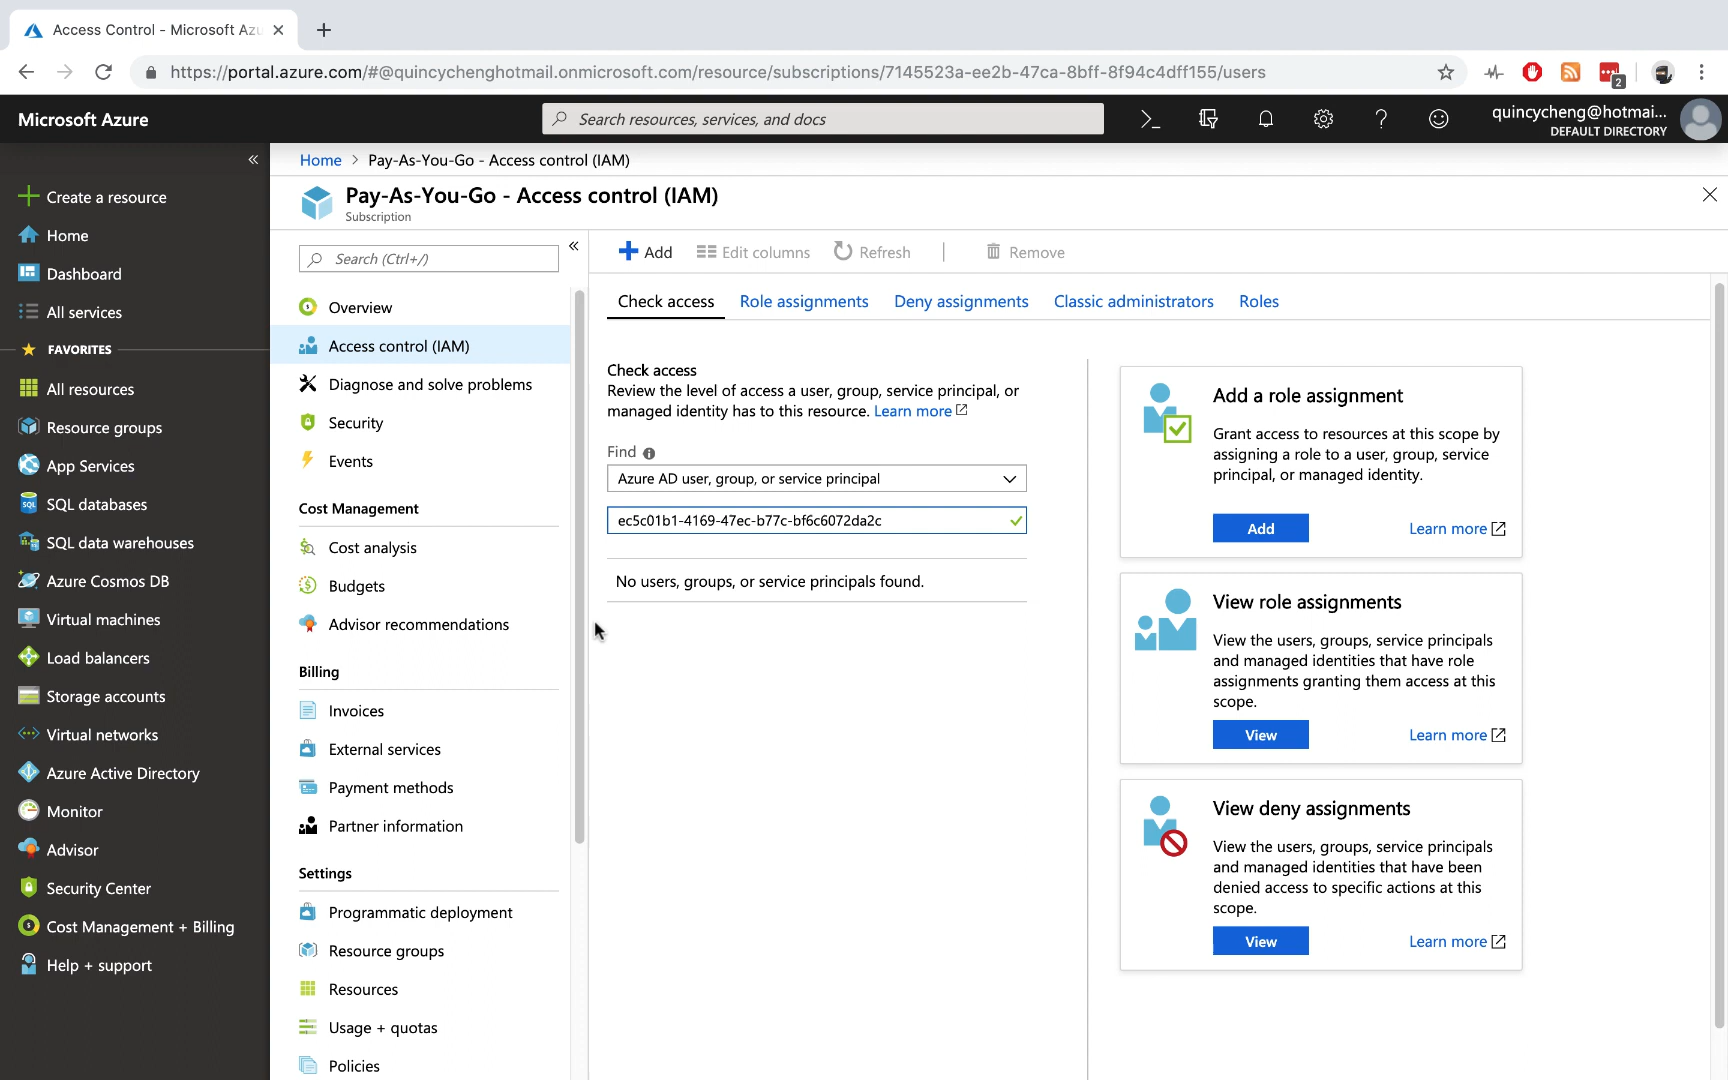 Access Control - Microsoft Azu
https://portal.azure.com/#@quincychenghotmail.onmicrosoft.com/resource/subscriptions/7145523a-ee2b-47ca-8bff-8f94c4dff155/users
2
Microsoft Azure
Search resources, services, and docs
quincycheng@hotmai...
DEFAULT DIRECTORY
Create a resource
Home
Dashboard
All services
FAVORITES
All resources
Resource groups
App Services
SQL databases
SQL data warehouses
Azure Cosmos DB
Virtual machines
Load balancers
Storage accounts
Virtual networks
Azure Active Directory
Monitor
Advisor
Security Center
Cost Management + Billing
Help + support
Home > Pay-As-You-Go - Access control (IAM)
Pay-As-You-Go - Access control (IAM)
Subscription
Search (Ctrl+/)
Overview
Access control (IAM)
Diagnose and solve problems
Security
Events
Cost Management
Cost analysis
Budgets
Advisor recommendations
Billing
Invoices
External services
Payment methods
Partner information
Settings
Programmatic deployment
Resource groups
Resources
Usage + quotas
Policies
Add
Edit columns
Refresh
Remove
Check access
Role assignments
Deny assignments
Classic administrators
Roles
Check access
Review the level of access a user, group, service principal, or
managed identity has to this resource. Learn more
Find
Azure AD user, group, or service principal
ec5c01b1-4169-47ec-b77c-bf6c6072da2c
No users, groups, or service principals found.
Add a role assignment
Grant access to resources at this scope by
assigning a role to a user, group, service
principal, or managed identity.
Add
Learn more
View role assignments
View the users, groups, service principals
and managed identities that have role
assignments granting them access at this
scope.
View
Learn more
View deny assignments
View the users, groups, service principals
and managed identities that have been
denied access to specific actions at this
scope.
View
Learn more